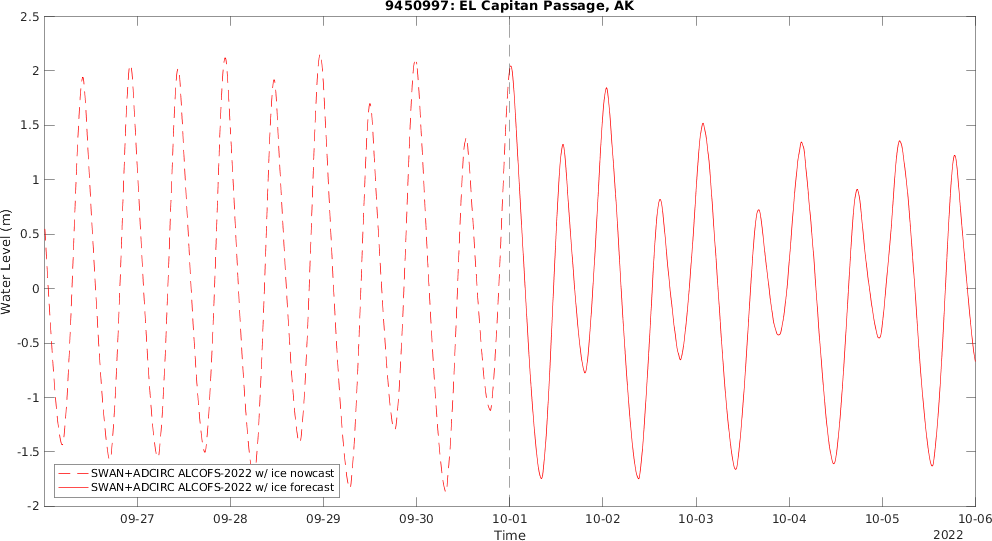 9450997: EL Capitan Passage, AK
2.5
2
1.5
1
0.5
0
-0.5
-1
-1.5
-2
Water Level (m)
SWAN+ADCIRC ALCOFS-2022 w/ ice nowcast
SWAN+ADCIRC ALCOFS-2022 w/ ice forecast
09-27 09-28 09-29 09-30 10-01 10-02 10-03 10-04 10-05 10-06
Time
2022